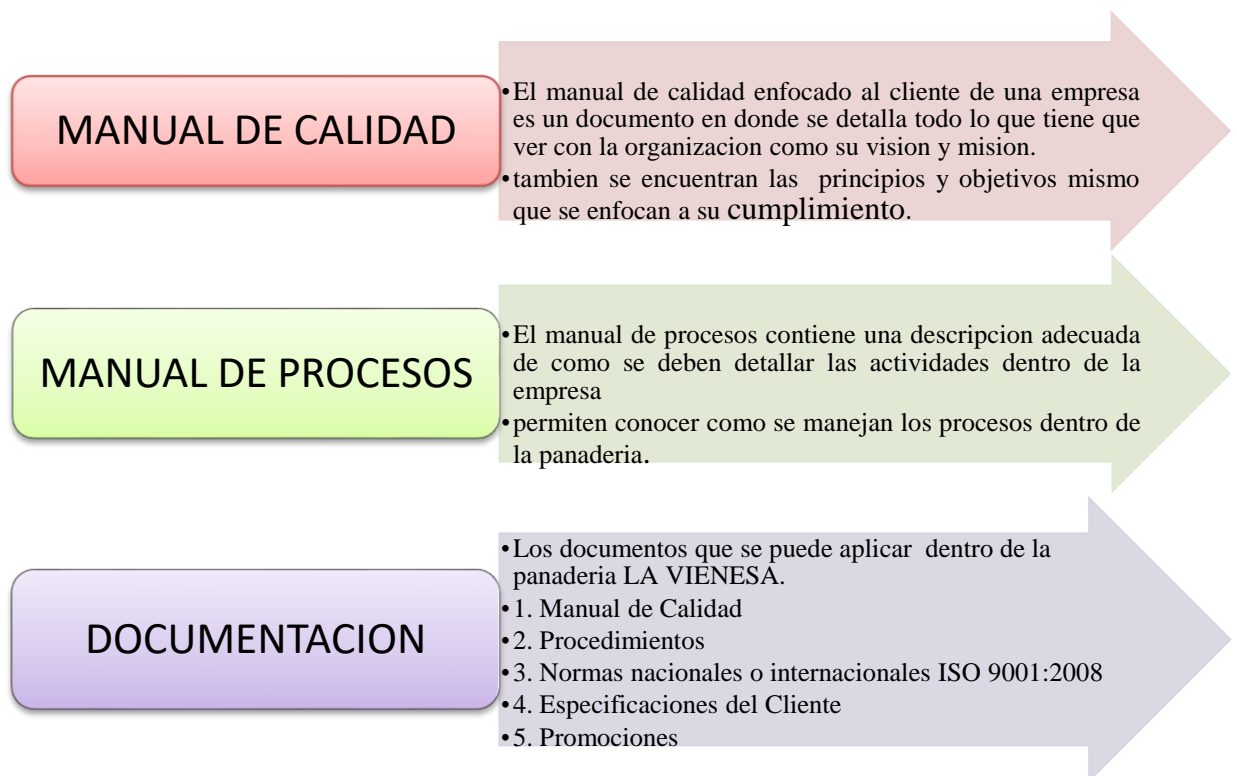 MANUAL DE CALIDAD
•El manual de calidad enfocado al cliente de una empresa
es un documento en donde se detalla todo lo que tiene que
ver con la organizacion como su vision y mision.
•tambien se encuentran las principios y objetivos mismo
que se enfocan a su cumplimiento.
MANUAL DE PROCESOS
•El manual de procesos contiene una descripcion adecuada
de como se deben detallar las actividades dentro de la
empresa
•permiten conocer como se manejan los procesos dentro de
la panaderia.
DOCUMENTACION
•Los documentos que se puede aplicar dentro de la
panaderia LA VIENESA.
•1. Manual de Calidad
•2. Procedimientos
•3. Normas nacionales o internacionales ISO 9001:2008
•4. Especificaciones del Cliente
•5. Promociones